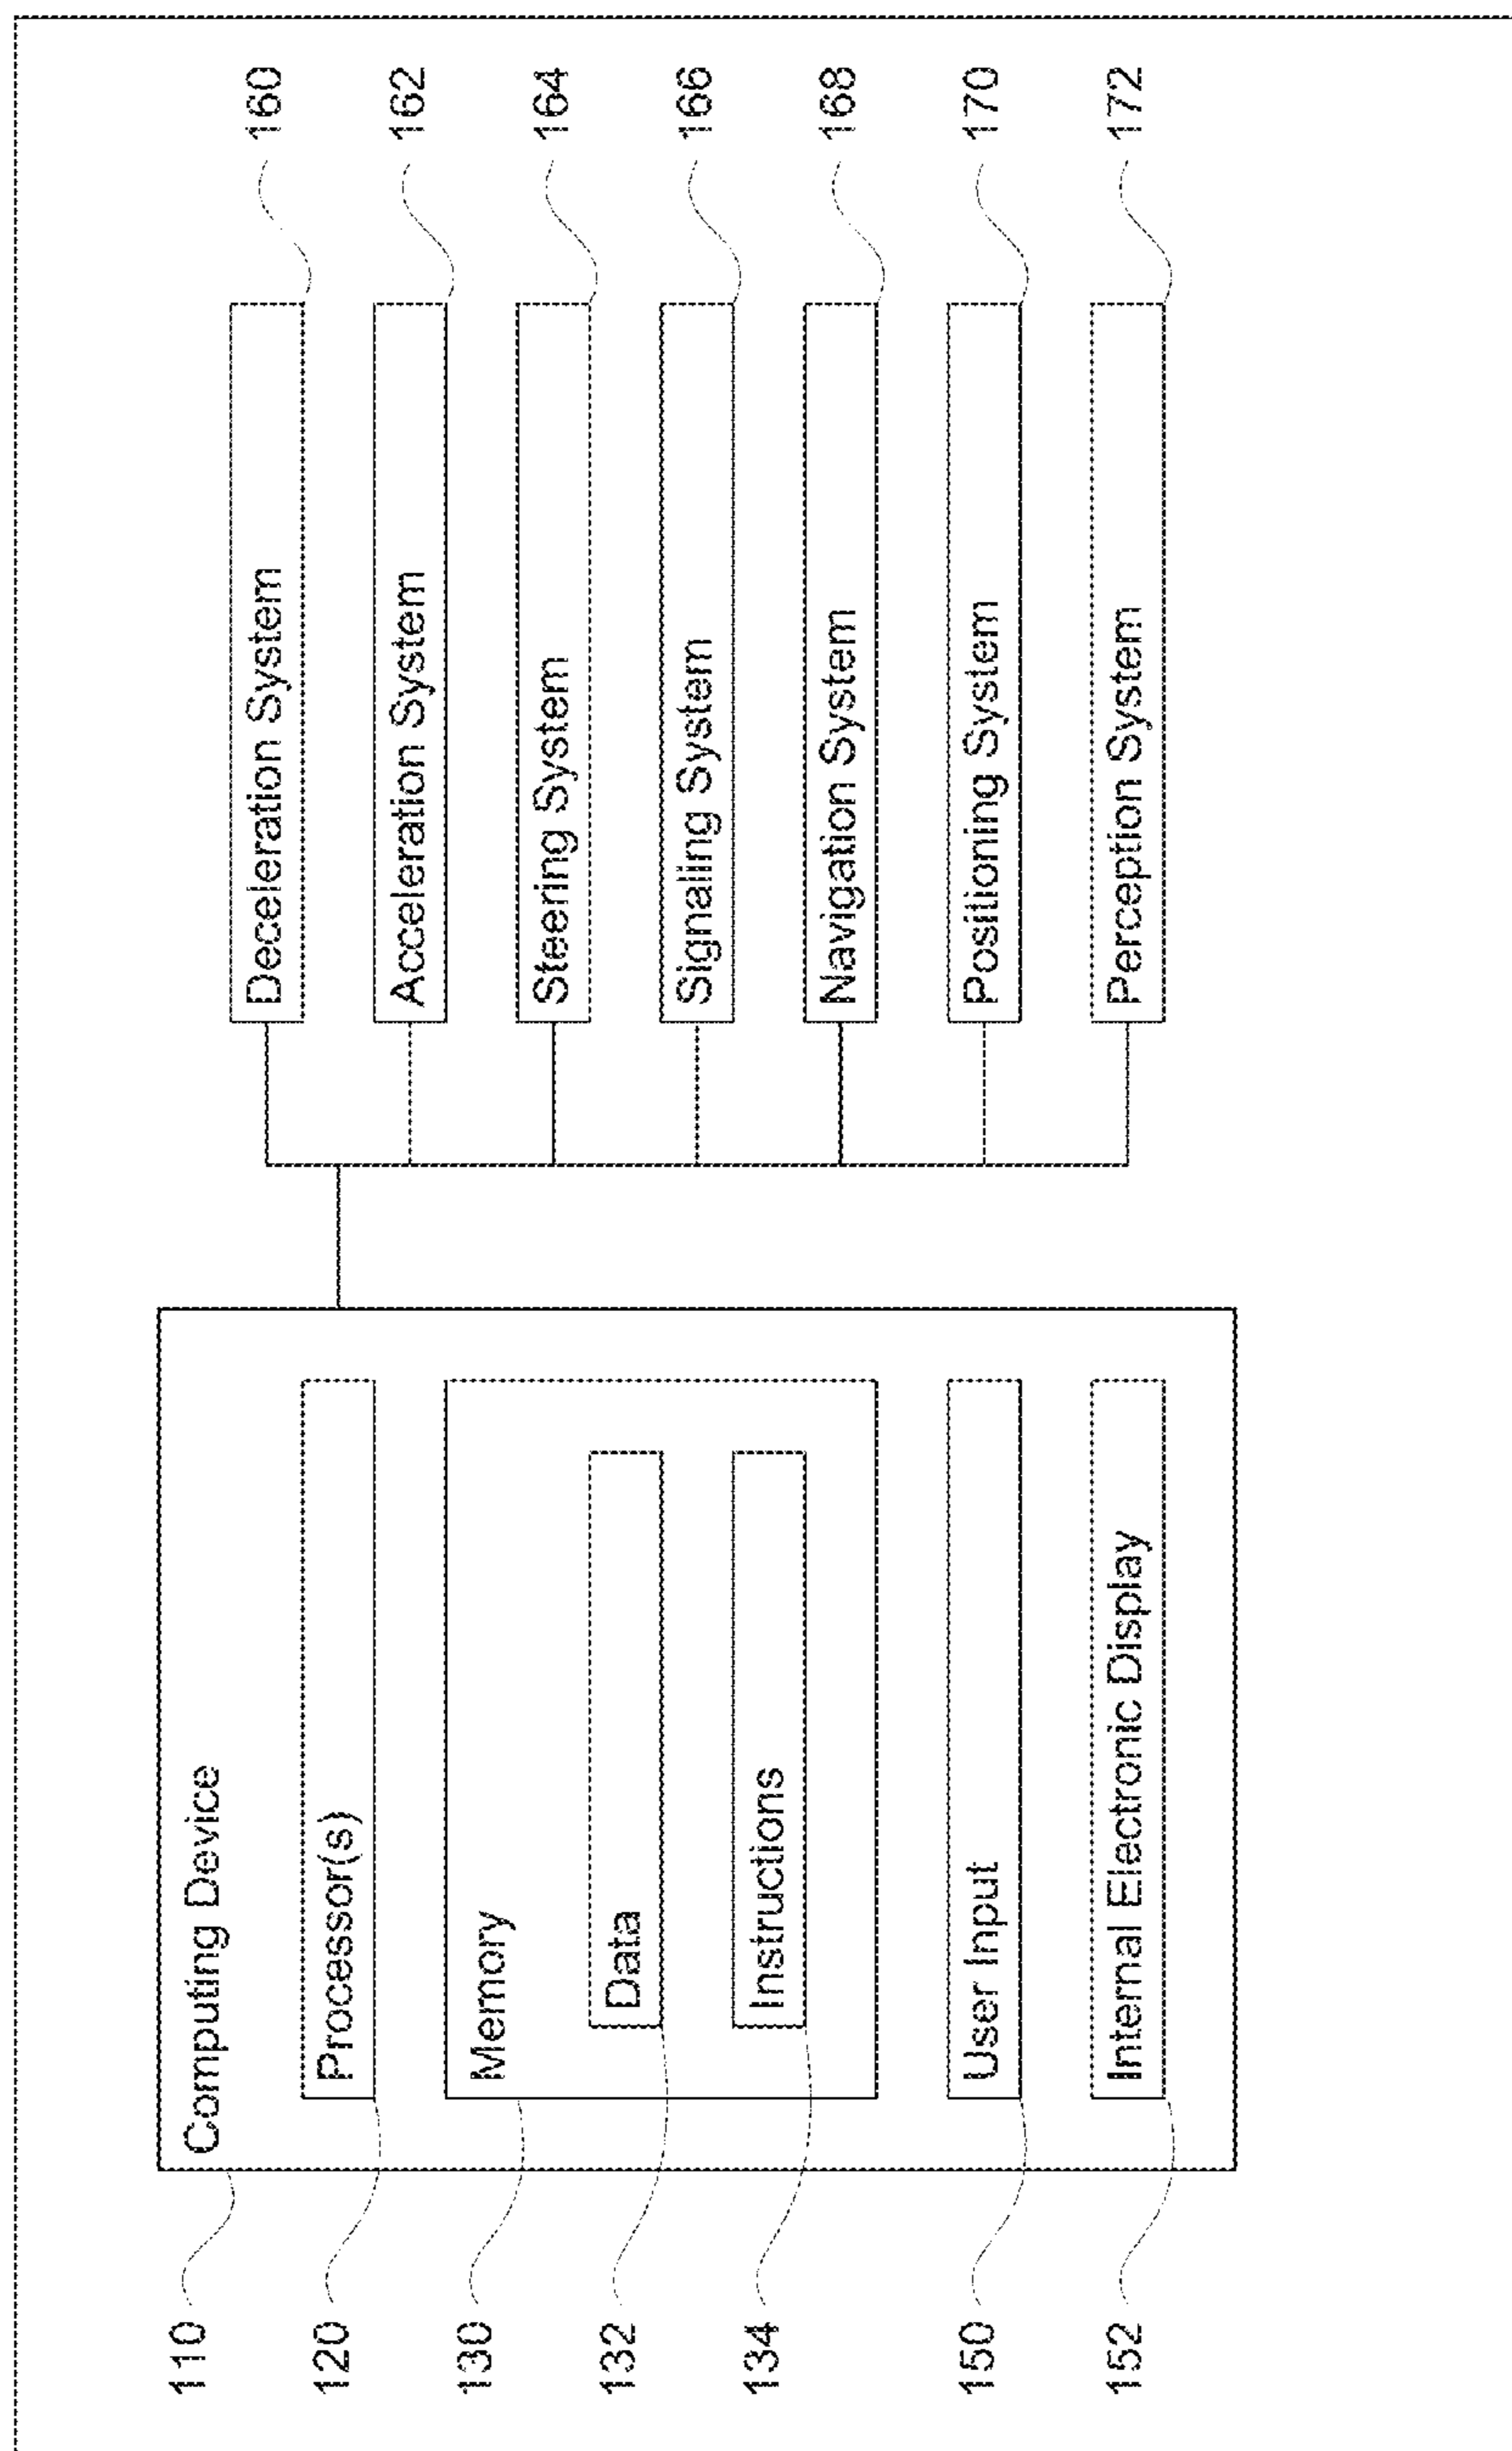 110
Computing Device
120
Processor(s)
130
Memory
132
Data
134
Instructions
150
User Input
152
Internal Electronic Display
Deceleration System
160
Acceleration System
162
Steering System
164
Signaling System
166
Navigation System
168
Positioning System
170
Perception System
172